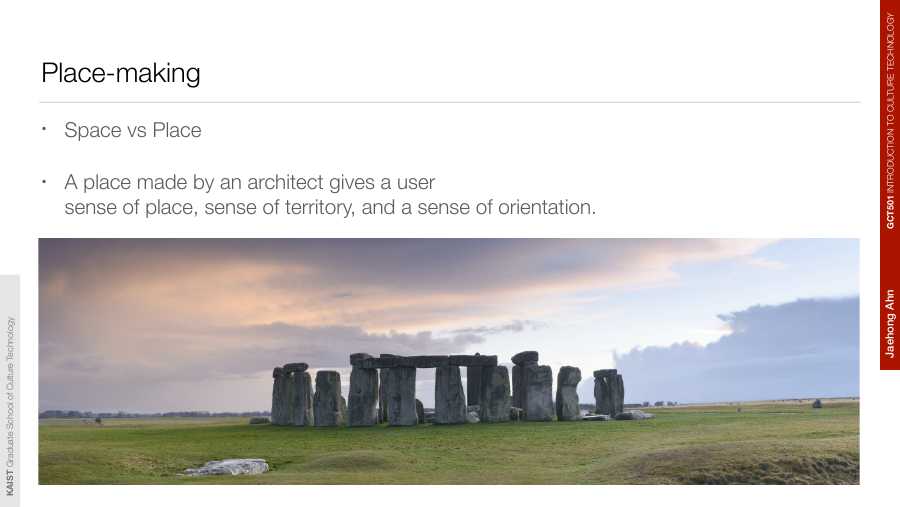 Place-making
• Space vs Place
• A place made by an architect gives a user
sense of place, sense of territory, and a sense of orientation.
GCT501 INTRODUCTION TO CULTURE TECHNOLOGY
Jaehong Ahn
KAIST Graduate School of Culture Technology